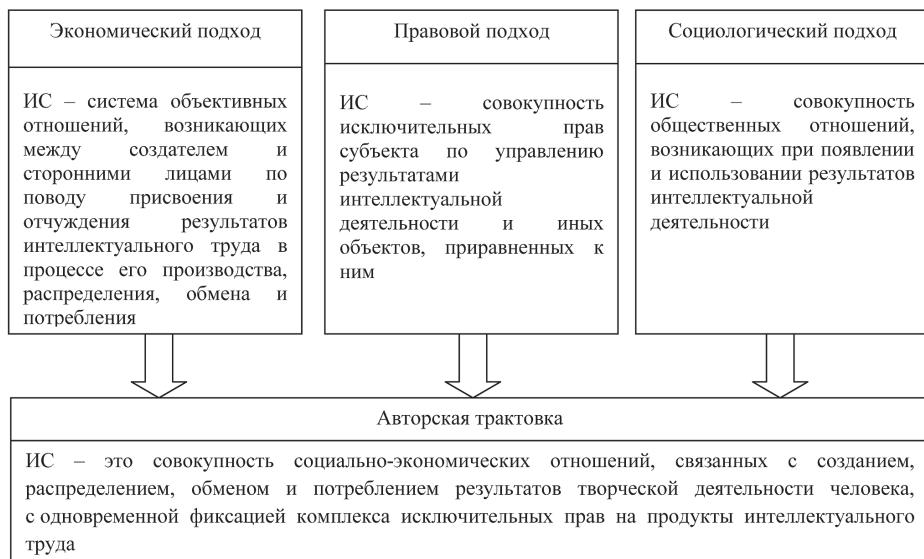 Экономический подход
ИС – система объективных
отношений, возникающих
между создателем и
сторонними лицами по
поводу присвоения и
отчуждения результатов
интеллектуального труда в
процессе его производства,
распределения, обмена и
потребления
Правовой подход
ИС – совокупность
исключительных прав
субъекта по управлению
результатами
интеллектуальной
деятельности и иных
объектов, приравненных к
ним
Социологический подход
ИС – совокупность
общественных отношений,
возникающих при появлении
и использовании результатов
интеллектуальной
деятельности
Авторская трактовка
ИС – это совокупность социально-экономических отношений, связанных с созданием,
распределением, обменом и потреблением результатов творческой деятельности человека,
с одновременной фиксацией комплекса исключительных прав на продукты интеллектуального
труда